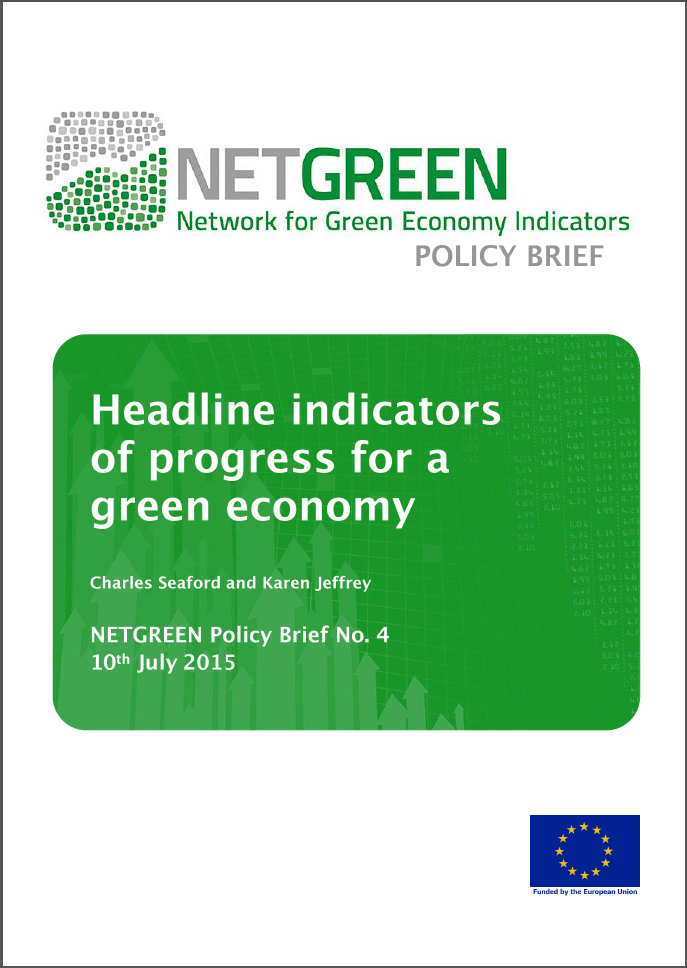 NETGREEN
Network for Green Economy Indicators
POLICY BRIEF
Headline indicators
of progress for a
green economy
Charles Seaford and Karen Jeffrey
NETGREEN Policy Brief No. 4
10th July 2015
Funded by the European Union